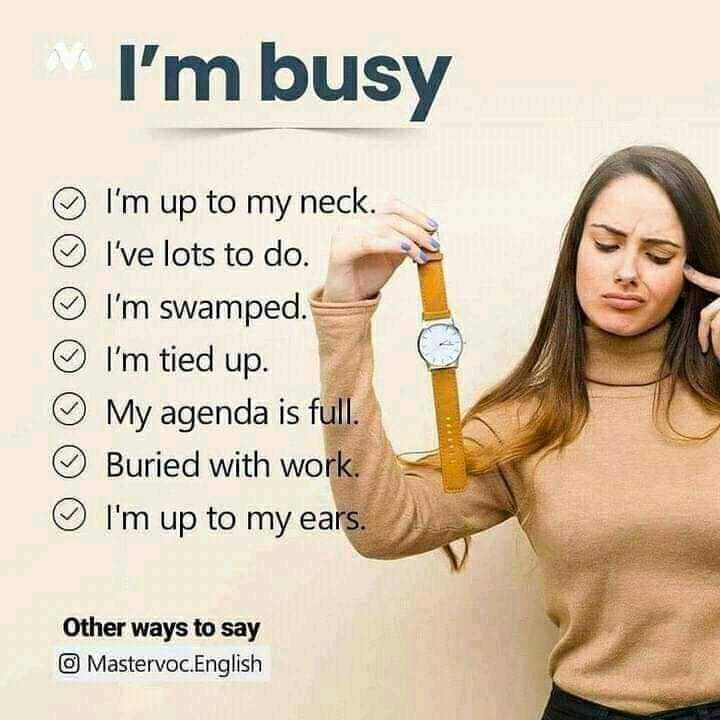 I'm busy
I'm up to my neck.
I've lots to do.
I'm swamped.
I'm tied up.
My agenda is full.
Buried with work.
I'm up to my ears.
Other ways to say
Mastervoc.English